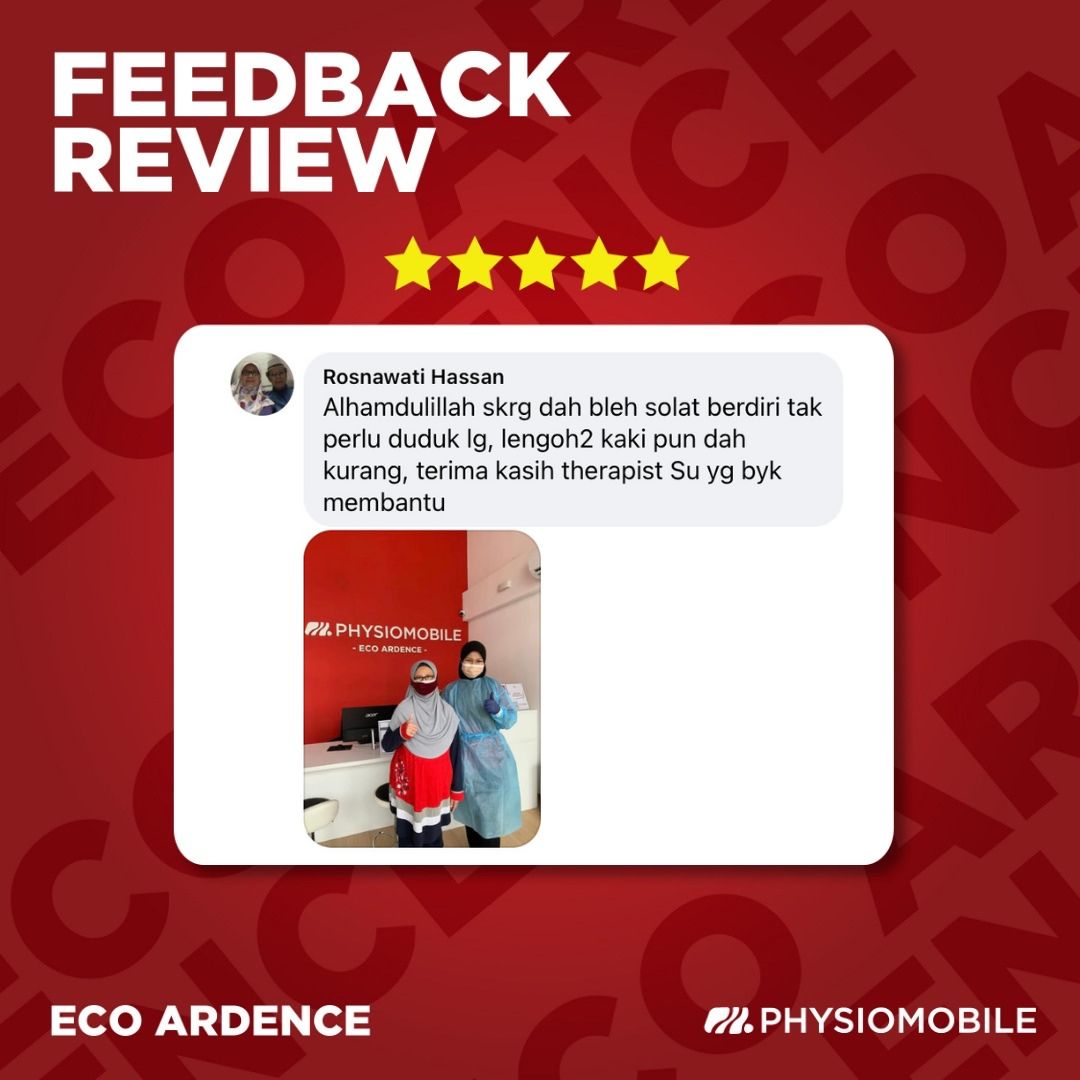 FEEDBACK
REVIEW
Rosnawati Hassan
Alhamdulillah skrg dah bleh solat berdiri tak
perlu duduk lg, lengoh2 kaki pun dah
kurang, terima kasih therapist Su yg byk
membantu
PHYSIOMOBILE
- ECO ARDENCE -
acer
ECO ARDENCE
PHYSIOMOBILE